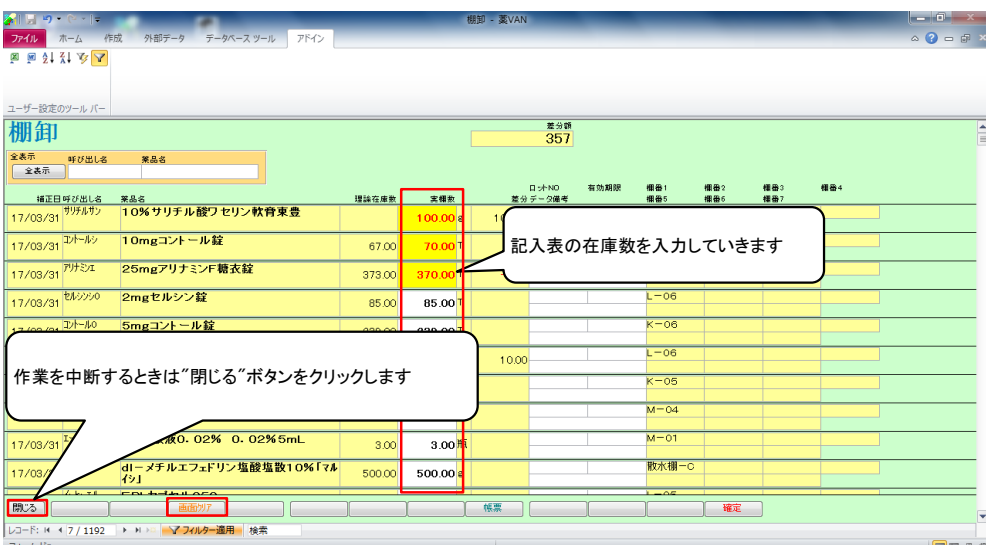 棚卸 - 薬VAN
ファイル ホーム 作成 外部データ データベース ツール アドイン
ユーザー設定のツール バー
棚卸
差分額
357
全表示 呼び出し名 薬品名
全表示
ロットNO 有効期限 棚番1 棚番2 棚番3 棚番4
補正日 呼び出し名 薬品名 理論在庫数 実棚数 差分 データ備考 棚番5 棚番6 棚番7
17/03/31 サリチルサン 10%サリチル酸ワセリン軟膏東豊 100.00 g
17/03/31 コントールシ 10mgコントール錠 67.00 70.00 T
17/03/31 アリナミンエ 25mgアリナミンF糖衣錠 373.00 370.00 T
記入表の在庫数を入力していきます
17/03/31 セルシン50 2mgセルシン錠 85.00 85.00 T L-06
コントール0 5mgコントール錠 K-06
10.00 L-06
作業を中断するときは"閉じる"ボタンをクリックします
K-05
M-04
17/03/31 0.02% 0.02%5mL 3.00 3.00 瓶 M-01
17/03/ dl-メチルエフェドリン塩酸塩散10%「マル
イシ」 500.00 500.00 g 散水棚-C
閉じる 画面クリア 帳票 確定
レコード: 7 / 1192 フィルター適用 検索